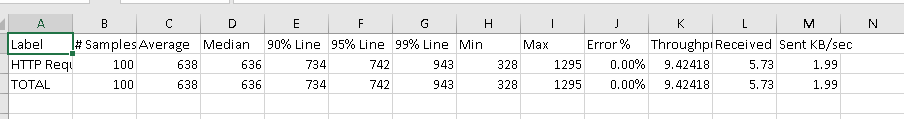 A B C D E F G H I J K L M N
Label # Samples Average Median 90% Line 95% Line 99% Line Min Max Error % Throughp Received Sent KB/sec
HTTP Requ 100 638 636 734 742 943 328 1295 0.00% 9.42418 5.73 1.99
TOTAL 100 638 636 734 742 943 328 1295 0.00% 9.42418 5.73 1.99